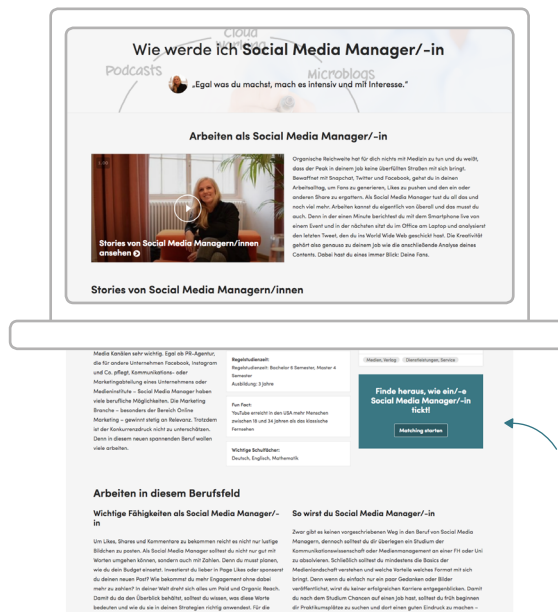 Cloud
Wie werde ich Social Media Manager/-in
Podcasts
Microblogs
„Egal was du machst, mach es intensiv und mit Interesse.“
Arbeiten als Social Media Manager/-in
Stories von Social Media Managern/innen
ansehen
Organische Reichweite hat für dich nichts mit Medizin zu tun und du weißt,
dass der Peak in deinem Job keine überfüllten Straßen mit sich bringt.
Bewaffnet mit Snapchat, Twitter und Facebook, gehst du in deinen
Arbeitsalltag, um Fans zu generieren, Likes zu pushen und den ein oder
anderen Share zu ergattern. Als Social Media Manager tust du all das und
noch viel mehr. Arbeiten kannst du eigentlich von überall und das musst du
auch. Denn in der einen Minute berichtest du mit dem Smartphone live von
einem Event und in der nächsten sitzt du im Office am Laptop und analysierst
den letzten Tweet, den du ins World Wide Web geschickt hast. Die Kreativität
gehört also genauso zu deinem Job wie die anschließende Analyse deines
Contents. Dabei hast du eines immer Blick: Deine Fans.
Stories von Social Media Managern/innen
Media Kanälen sehr wichtig. Egal ob PR-Agentur,
die für andere Unternehmen Facebook, Instagram
und Co. pflegt, Kommunikations- oder
Marketingabteilung eines Unternehmens oder
Medieninstitute – Social Media Manager haben
viele berufliche Möglichkeiten. Die Marketing
Branche – besonders der Bereich Online
Marketing – gewinnt stetig an Relevanz. Trotzdem
ist der Konkurrenzdruck nicht zu unterschätzen.
Denn in diesem neuen spannenden Beruf wollen
viele arbeiten.
Regelstudienzeit:
Regelstudienzeit: Bachelor 6 Semester, Master 4
Semester
Ausbildung: 3 Jahre
Fun Fact:
YouTube erreicht in den USA mehr Menschen
zwischen 18 und 34 Jahren als das klassische
Fernsehen
Wichtige Schulfächer:
Deutsch, Englisch, Mathematik
Medien, Verlag
Dienstleistungen, Service
Finde heraus, wie ein/-e
Social Media Manager/-in
tickt!
Matching starten
Arbeiten in diesem Berufsfeld
Wichtige Fähigkeiten als Social Media Manager/-
in
Um Likes, Shares und Kommentare zu bekommen reicht es nicht nur lustige
Bildchen zu posten. Als Social Media Manager solltest du nicht nur gut mit
Worten umgehen können, sondern auch mit Zahlen. Denn du musst planen,
wie du dein Budget einsetzt. Investierst du lieber in Page Likes oder sponserst
du deinen neuen Post? Wie bekommst du mehr Engagement ohne dabei
mehr zu zahlen? In deiner Welt dreht sich alles um Paid und Organic Reach.
Damit du da den Überblick behältst, solltest du wissen, was diese Worte
bedeuten und wie du sie in deinen Strategien richtig anwendest. Für die
So wirst du Social Media Manager/-in
Zwar gibt es keinen vorgeschriebenen Weg in den Beruf von Social Media
Managern, dennoch solltest du dir überlegen ein Studium der
Kommunikationswissenschaft oder Medienmanagement an einer FH oder Uni
zu absolvieren. Schließlich solltest du mindestens die Basics der
Medienlandschaft verstehen und welche Vorteile welches Format mit sich
bringt. Denn wenn du einfach nur ein paar Gedanken oder Bilder
veröffentlichst, wirst du keiner erfolgreichen Karriere entgegenblicken. Damit
du nach dem Studium Chancen auf einen Job hast, solltest du früh beginnen
dir Praktikumsplätze zu suchen und dort einen guten Eindruck zu machen –